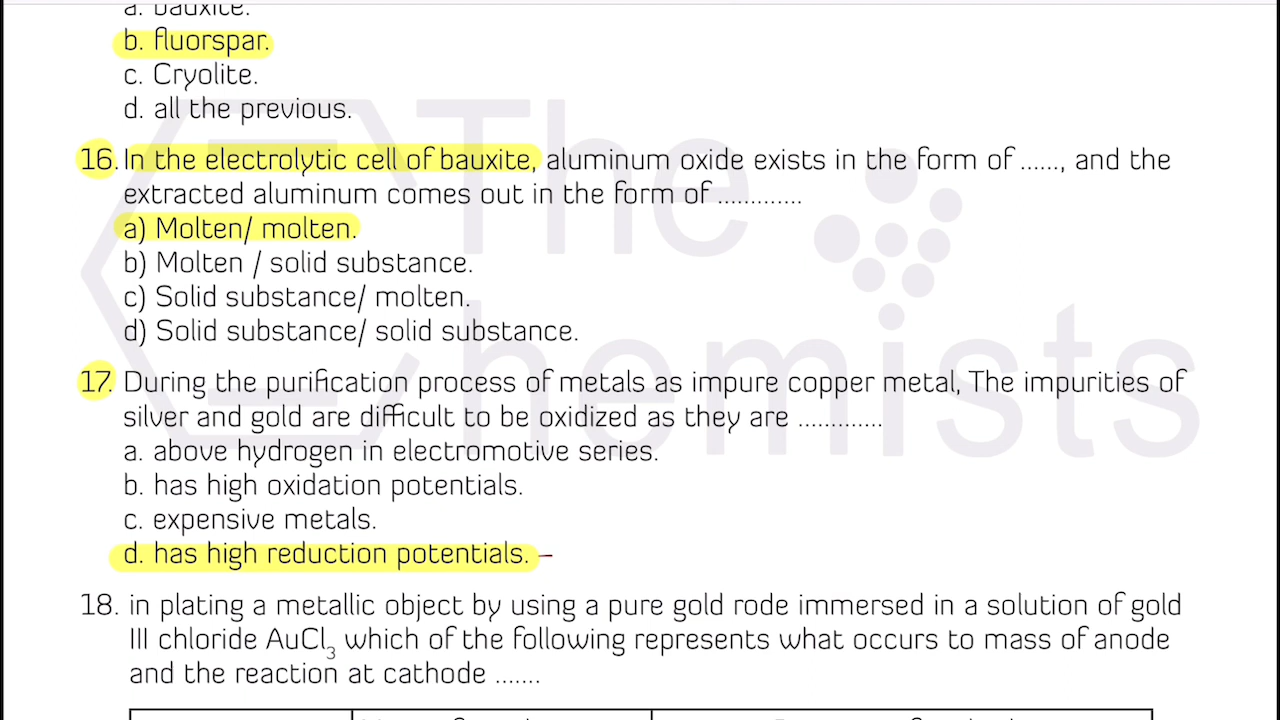 a. bauxite.
b. fluorspar.
c. Cryolite.
d. all the previous.
16. In the electrolytic cell of bauxite, aluminum oxide exists in the form of ......, and the
extracted aluminum comes out in the form of .............
a) Molten/ molten.
b) Molten / solid substance.
c) Solid substance/ molten.
d) Solid substance/ solid substance.
17. During the purification process of metals as impure copper metal, The impurities of
silver and gold are difficult to be oxidized as they are .............
a. above hydrogen in electromotive series.
b. has high oxidation potentials.
c. expensive metals.
d. has high reduction potentials.
18. in plating a metallic object by using a pure gold rode immersed in a solution of gold
III chloride AuCl3 which of the following represents what occurs to mass of anode
and the reaction at cathode .......
The
Chemists